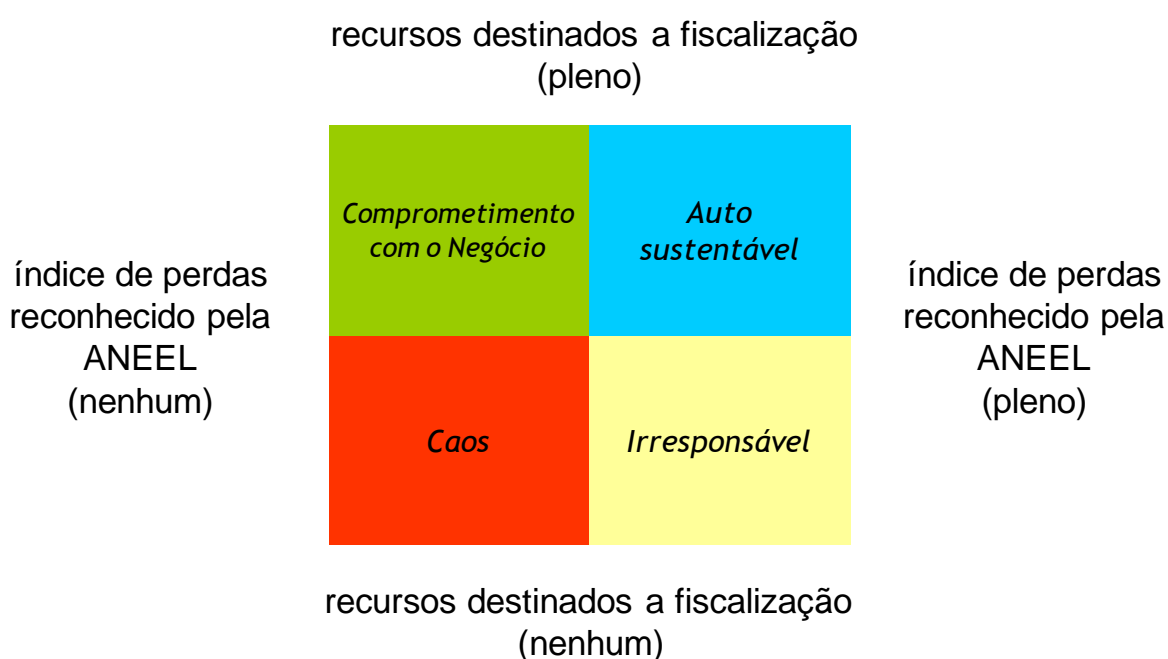 recursos destinados a fiscalização
(pleno)
Comprometimento
com o Negócio
Auto
sustentável
índice de perdas
reconhecido pela
ANEEL
(nenhum)
índice de perdas
reconhecido pela
ANEEL
(pleno)
Caos
Irresponsável
recursos destinados a fiscalização
(nenhum)